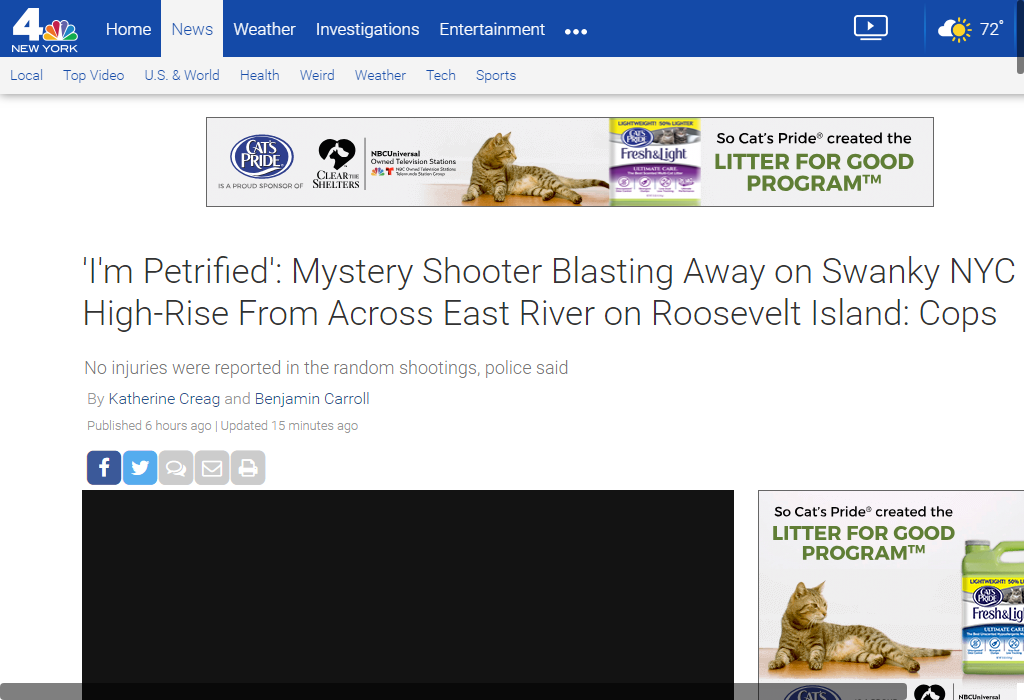 4
NEW YORK
Home News Weather Investigations Entertainment •••
72°
Local Top Video U.S. & World Health Weird Weather Tech Sports
CAT'S PRIDE
IS A PROUD SPONSOR OF
CLEAR THE SHELTERS
NBCUniversal
Owned Television Stations
NBC Owned Television Stations
Telemundo Station Group
LIGHTWEIGHT! 50% LIGHTER
CAT'S PRIDE
Fresh&Light
ULTIMATE CARE
So Cat's Pride® created the
LITTER FOR GOOD
PROGRAM™
'I'm Petrified': Mystery Shooter Blasting Away on Swanky NYC
High-Rise From Across East River on Roosevelt Island: Cops
No injuries were reported in the random shootings, police said
By Katherine Creag and Benjamin Carroll
Published 6 hours ago | Updated 15 minutes ago
f
So Cat's Pride® created the
LITTER FOR GOOD
PROGRAM™
LIGHTWEIGHT! 50% L
CAT'S PRIDE
Fresh&Lig
ULTIMATE CARE
CAT'S
NBCUniversal